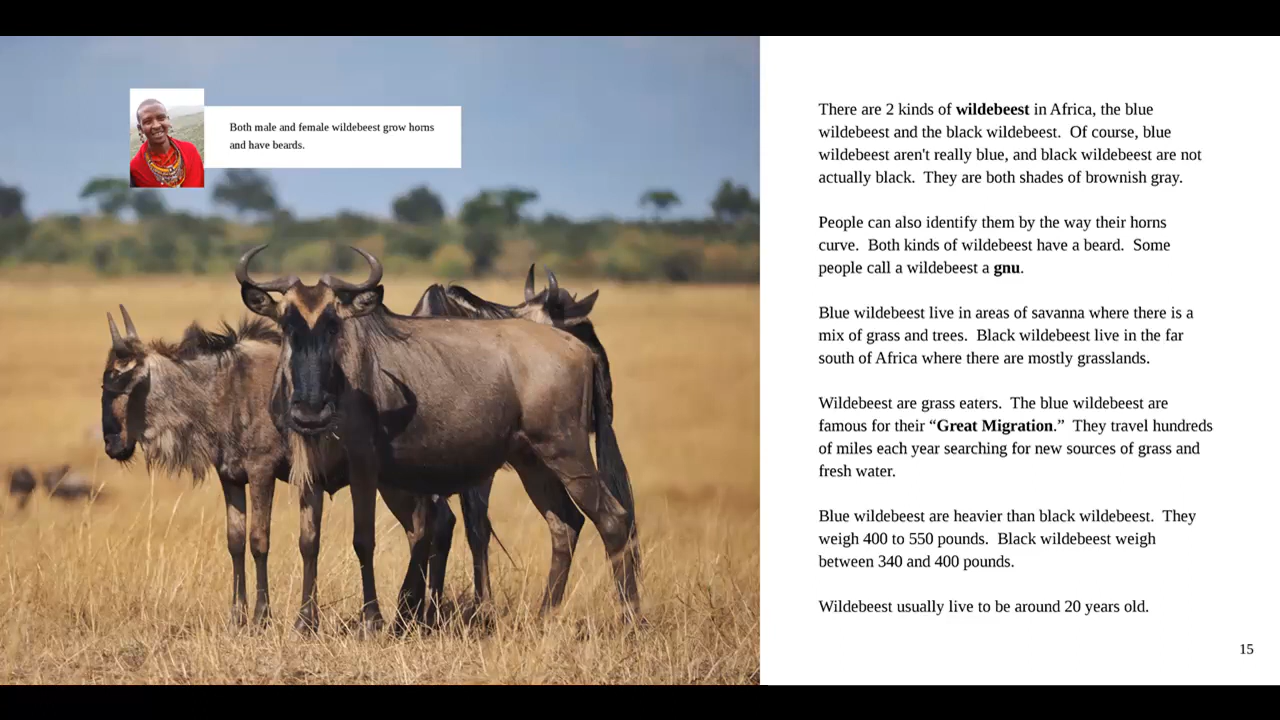 Both male and female wildebeest grow horns
and have beards.
There are 2 kinds of wildebeest in Africa, the blue
wildebeest and the black wildebeest.  Of course, blue
wildebeest aren't really blue, and black wildebeest are not
actually black.  They are both shades of brownish gray.
People can also identify them by the way their horns
curve.  Both kinds of wildebeest have a beard.  Some
people call a wildebeest a gnu.
Blue wildebeest live in areas of savanna where there is a
mix of grass and trees.  Black wildebeest live in the far
south of Africa where there are mostly grasslands.
Wildebeest are grass eaters.  The blue wildebeest are
famous for their “Great Migration.”  They travel hundreds
of miles each year searching for new sources of grass and
fresh water.
Blue wildebeest are heavier than black wildebeest.  They
weigh 400 to 550 pounds.  Black wildebeest weigh
between 340 and 400 pounds.
Wildebeest usually live to be around 20 years old.
15